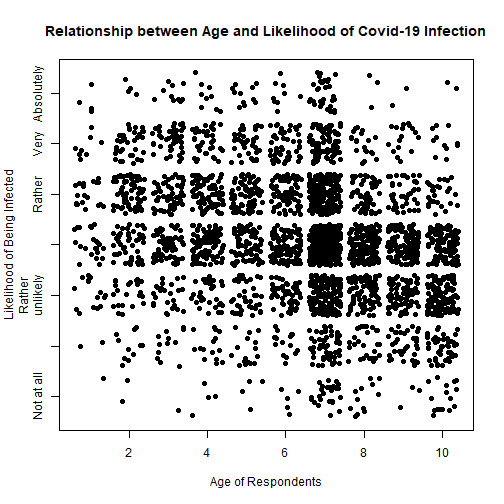 Relationship between Age and Likelihood of Covid-19 Infection
Likelihood of Being Infected
Absolutely
Very
Rather
Rather
unlikely
Not at all
2
4
6
8
10
Age of Respondents